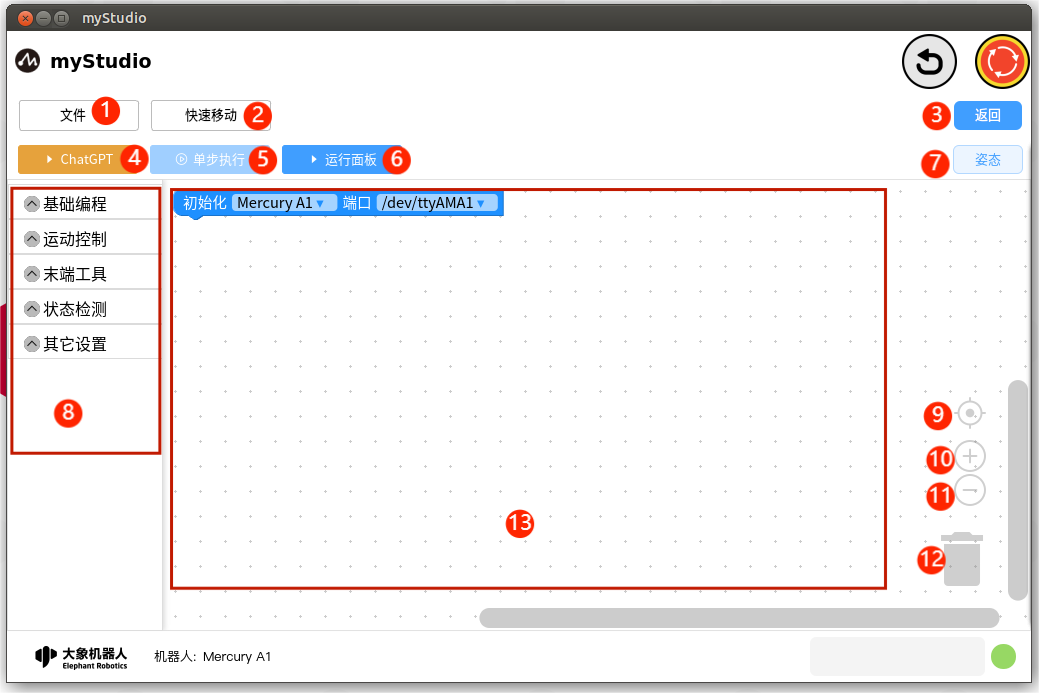 myStudio
myStudio
文件 1 快速移动 2 3 返回
ChatGPT 4 单步执行 5 运行面板 6 7 姿态
基础编程
初始化 Mercury A1 端口 /dev/ttyAMA1
运动控制
末端工具
状态检测
其它设置
8
9
10
11
13
12
大象机器人
Elephant Robotics
机器人: Mercury A1